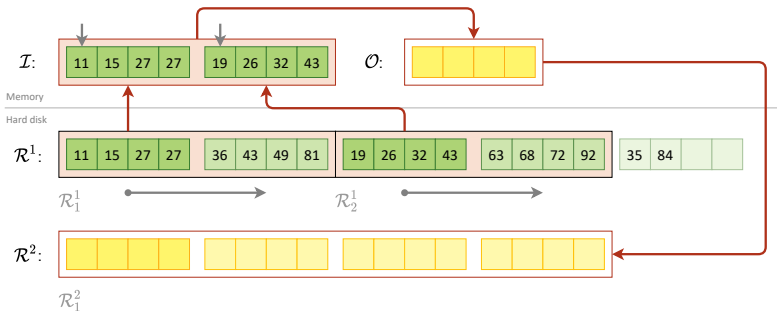 I: 11 15 27 27 19 26 32 43 O:
Memory
Hard disk
R¹: 11 15 27 27 36 43 49 81 19 26 32 43 63 68 72 92 35 84
R₁¹ R₂¹
R²:
R₁²